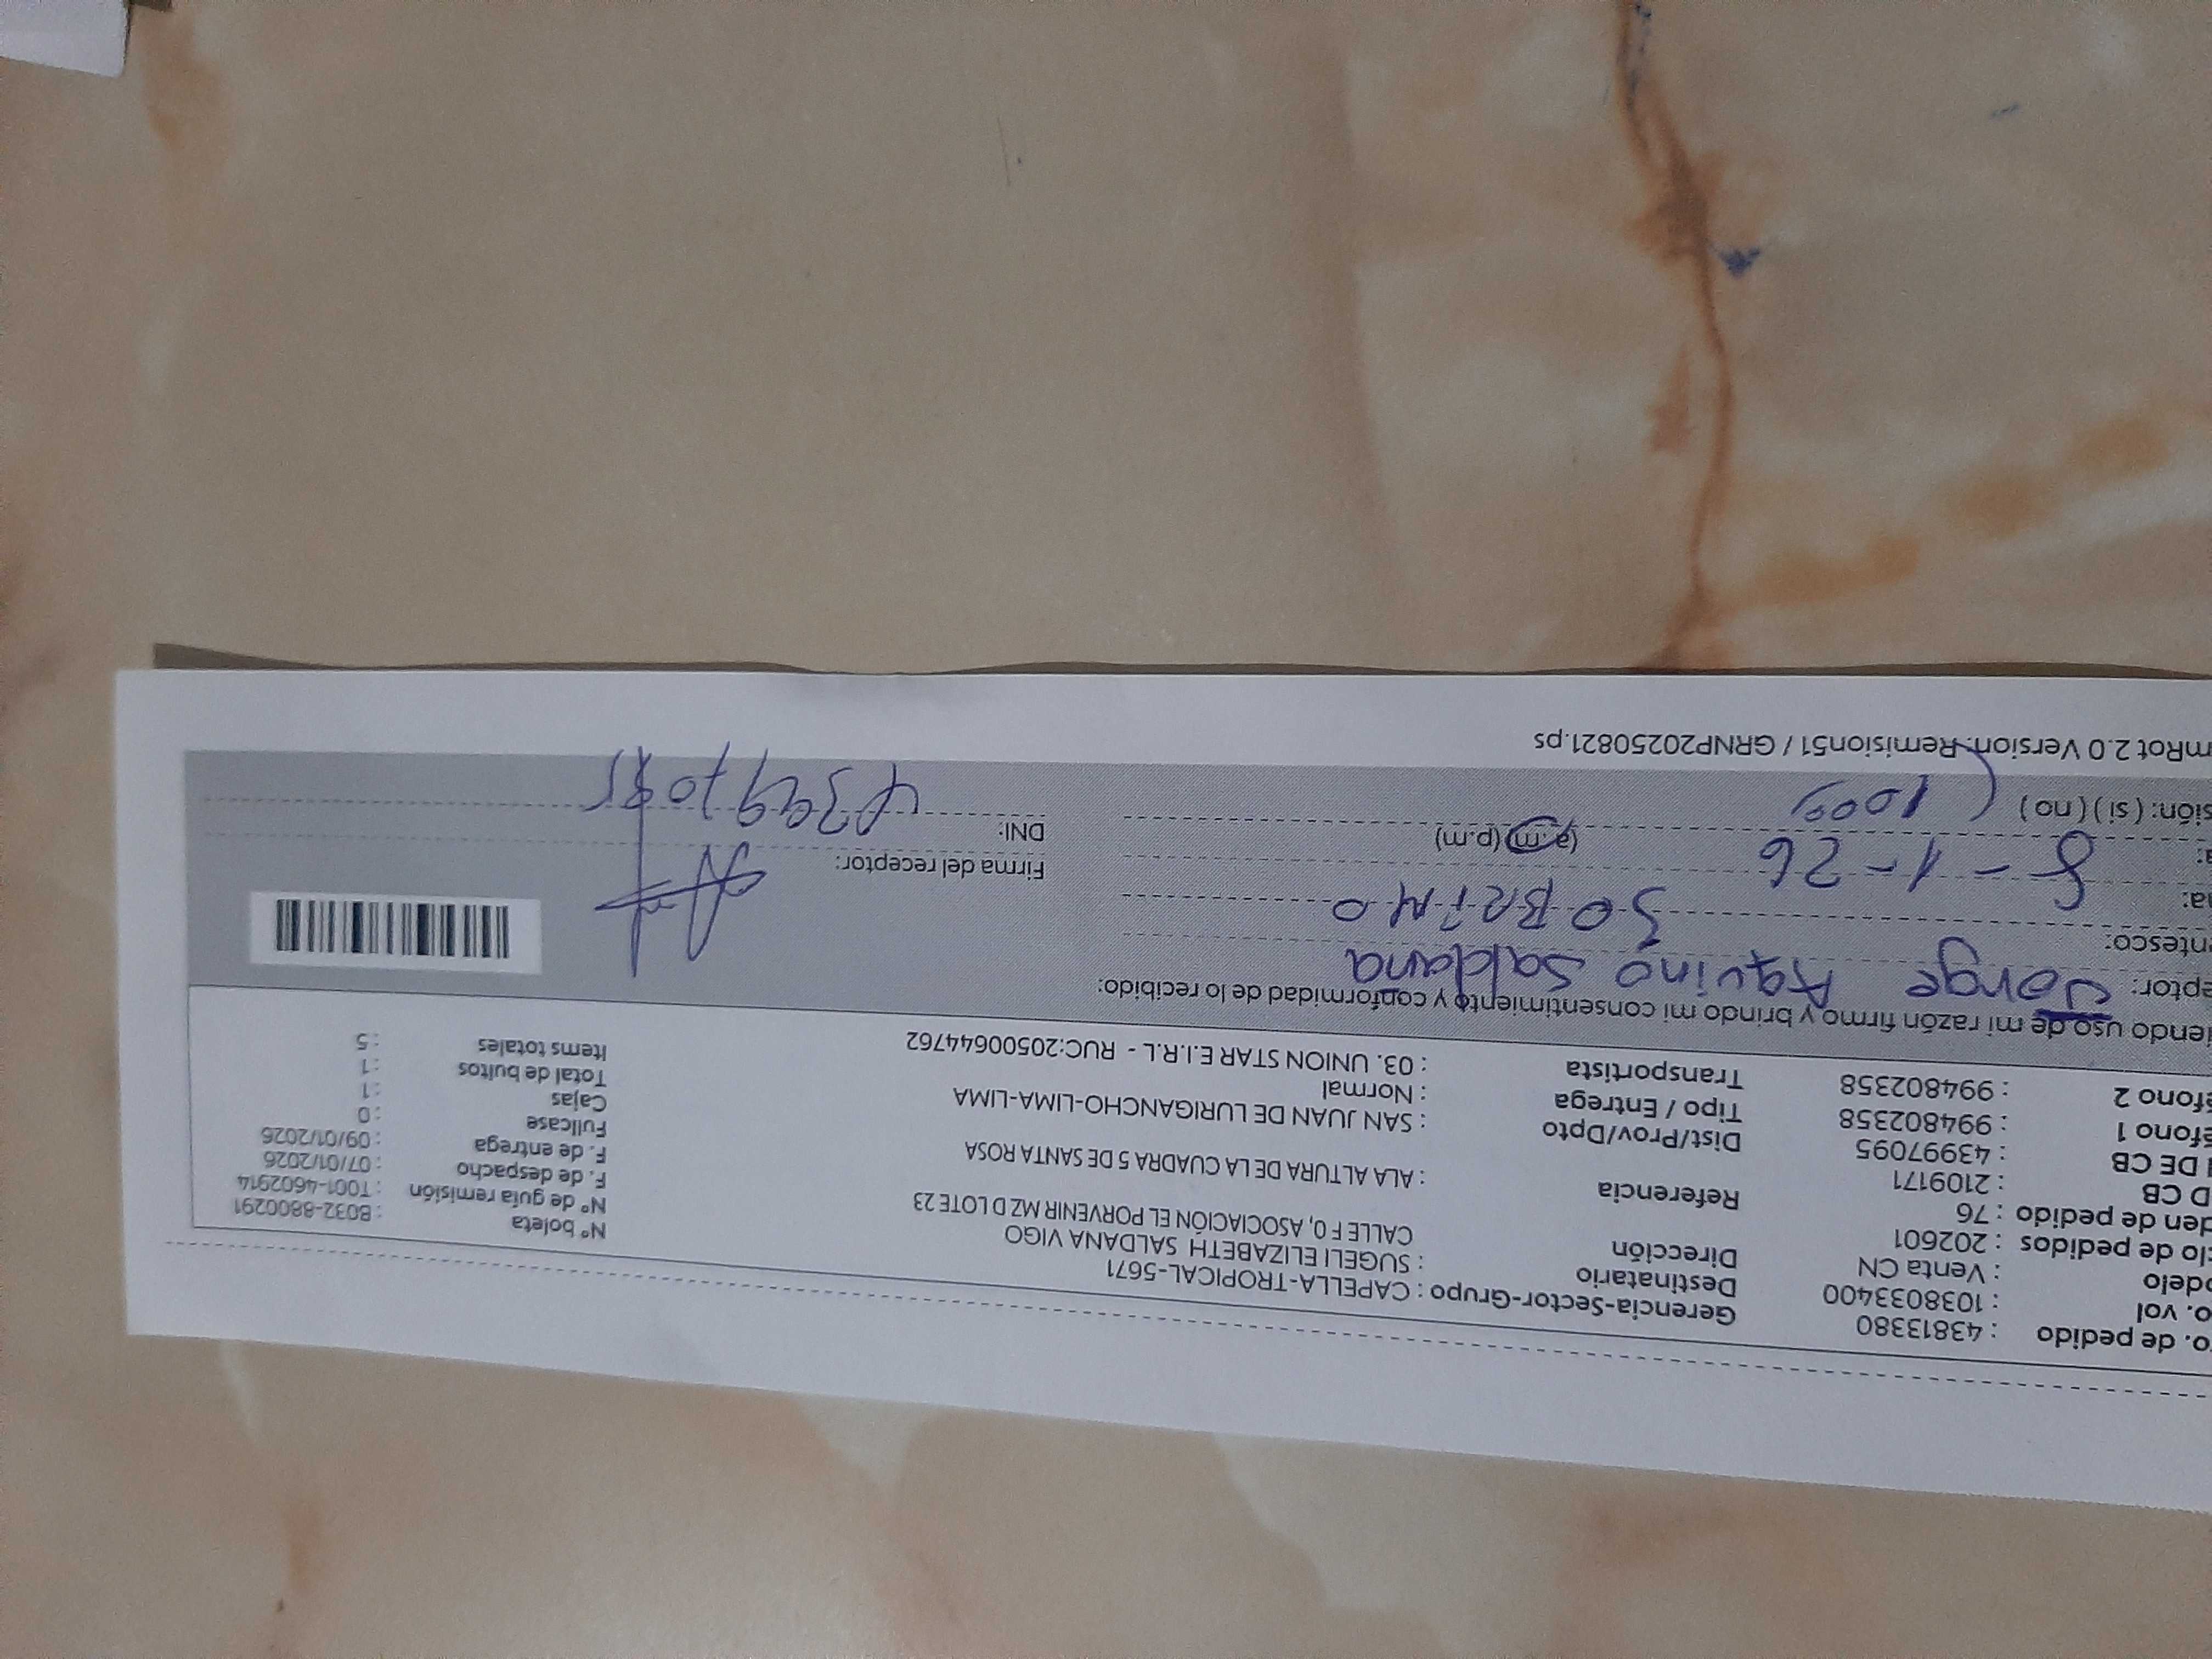 o. de pedido : 43813380 Gerencia-Sector-Grupo : CAPELLA-TROPICAL-5671
o. vol : 1038033400 Destinatario : SUGELI ELIZABETH SALDANA VIGO
odelo : Venta CN Dirección CALLE F 0, ASOCIACIÓN EL PORVENIR MZ D LOTE 23
clo de pedidos : 202601
den de pedido : 76 Referencia : ALA ALTURA DE LA CUADRA 5 DE SANTA ROSA
D CB : 2109171
I DE CB : 43997095 Dist/Prov/Dpto : SAN JUAN DE LURIGANCHO-LIMA-LIMA
éfono 1 : 994802358 Tipo / Entrega : Normal
éfono 2 : 994802358 Transportista : 03. UNION STAR E.I.R.L - RUC:20500644762
N° boleta : B032-8800291
N° de guía remisión : T001-4602914
F. de despacho : 07/01/2026
F. de entrega : 09/01/2026
Fullcase : 0
Cajas : 1
Total de bultos : 1
Items totales : 5
iendo uso de mi razón firmo y brindo mi consentimiento y conformidad de lo recibido:
eptor: Jorge Aquino Saldana
entesco: SOBRINO
na: 8-1-26
a: (a.m) (p.m)
sión: ( si ) ( no ) 1009
Firma del receptor:
DNI:
mRot 2.0 Version: Remision51 / GRNP20250821.ps